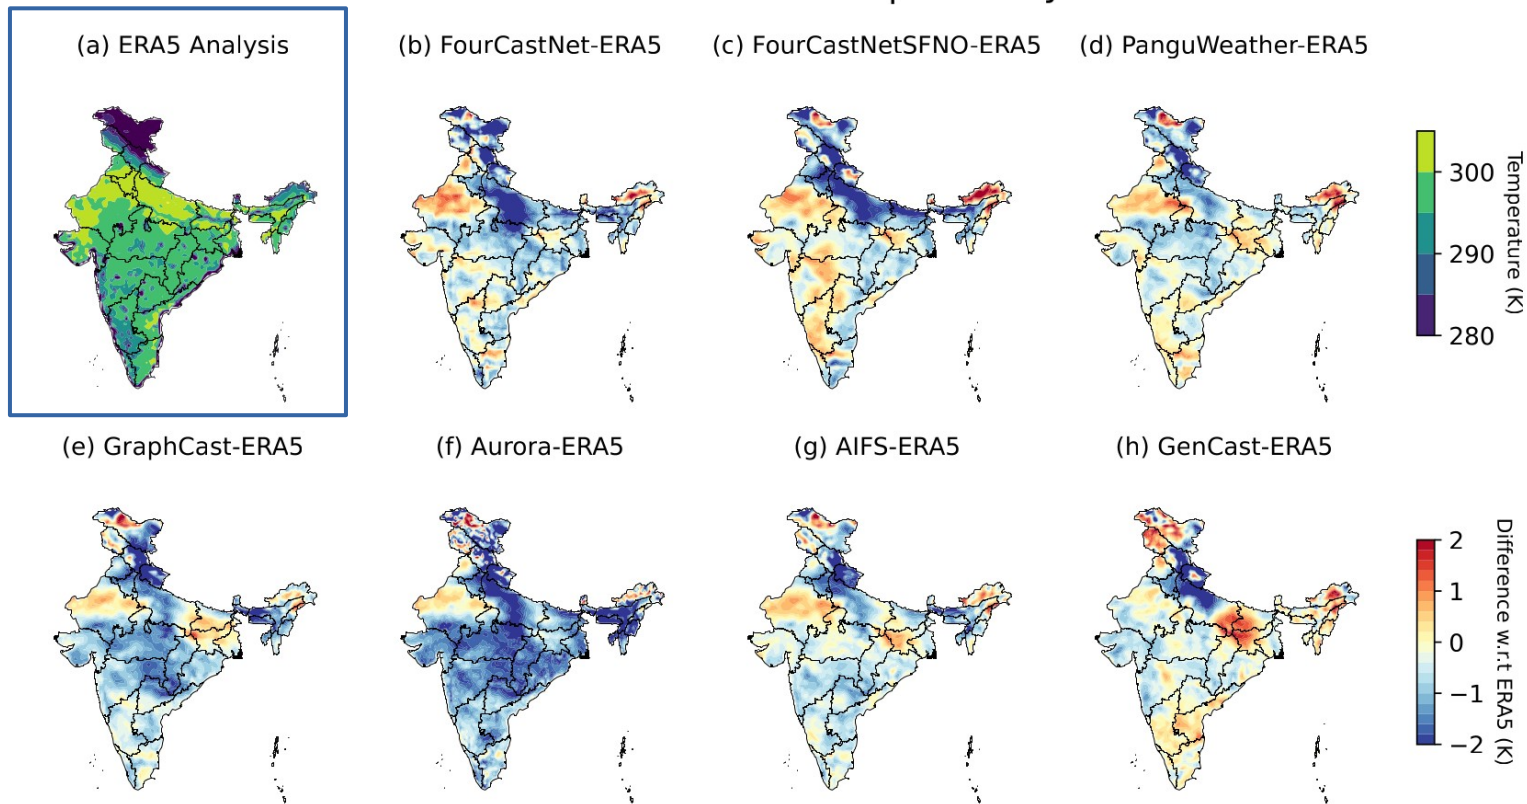 (a) ERA5 Analysis
(b) FourCastNet-ERA5
(c) FourCastNetSFNO-ERA5
(d) PanguWeather-ERA5
300
290
280
Temperature (K)
(e) GraphCast-ERA5
(f) Aurora-ERA5
(g) AIFS-ERA5
(h) GenCast-ERA5
2
1
0
−1
−2
Difference w.r.t ERA5 (K)